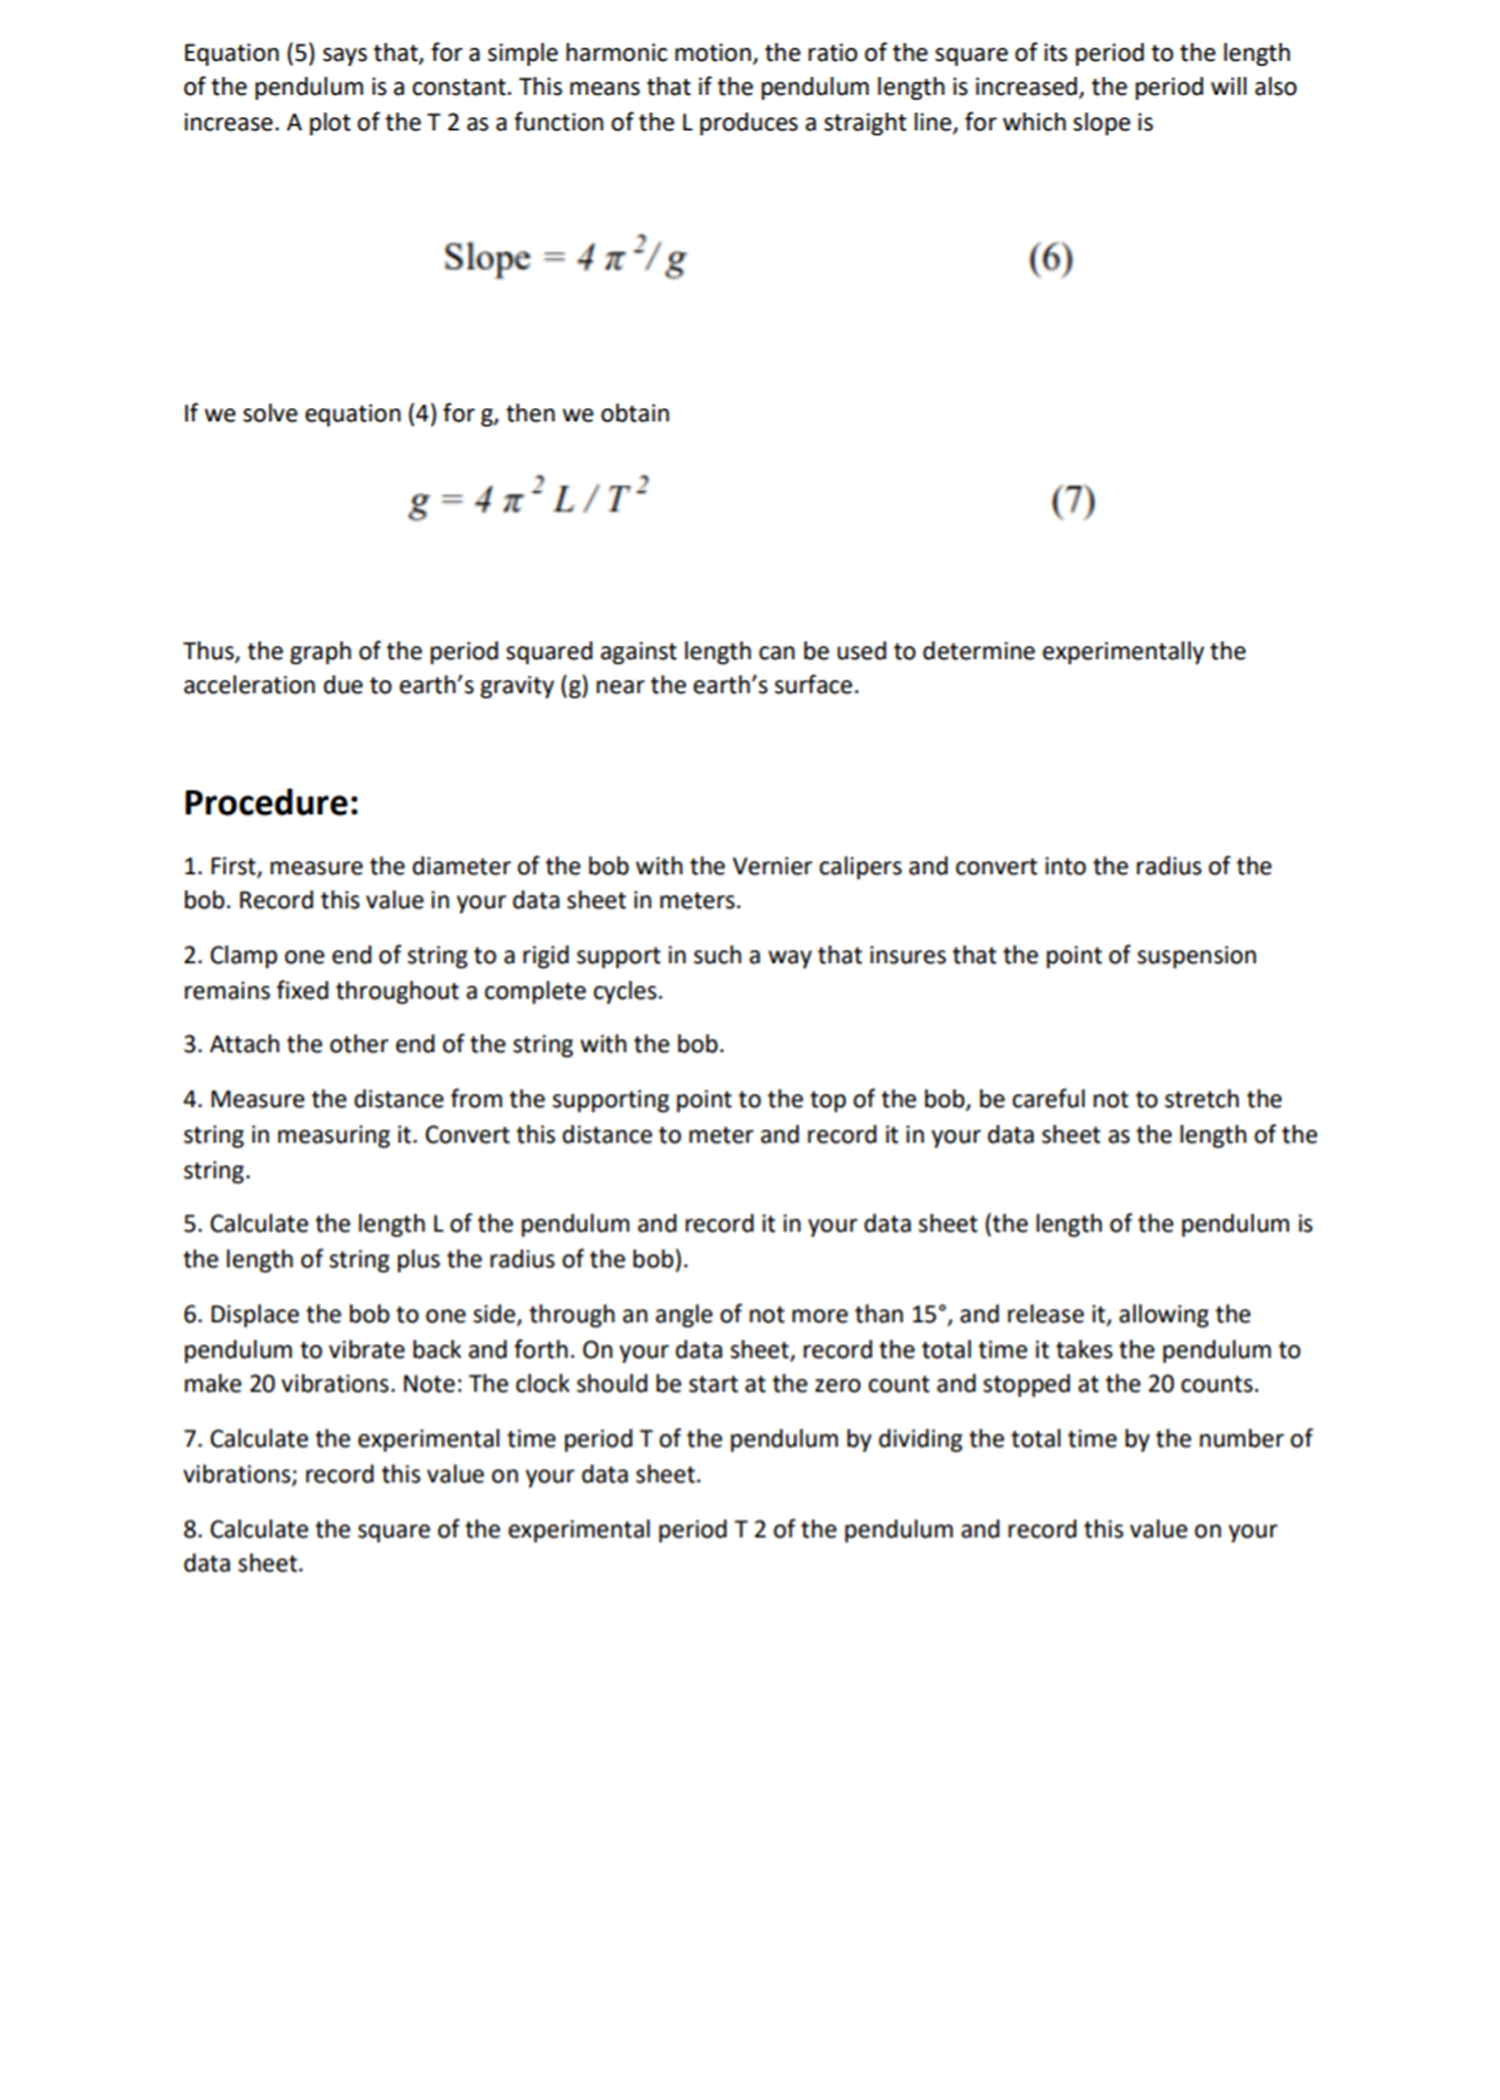 Equation (5) says that, for a simple harmonic motion, the ratio of the square of its period to the length
of the pendulum is a constant. This means that if the pendulum length is increased, the period will also
increase. A plot of the T 2 as a function of the L produces a straight line, for which slope is
Slope = 4 π²/g (6)
If we solve equation (4) for g, then we obtain
g = 4 π² L / T² (7)
Thus, the graph of the period squared against length can be used to determine experimentally the
acceleration due to earth’s gravity (g) near the earth’s surface.
Procedure:
1. First, measure the diameter of the bob with the Vernier calipers and convert into the radius of the
bob. Record this value in your data sheet in meters.
2. Clamp one end of string to a rigid support in such a way that insures that the point of suspension
remains fixed throughout a complete cycles.
3. Attach the other end of the string with the bob.
4. Measure the distance from the supporting point to the top of the bob, be careful not to stretch the
string in measuring it. Convert this distance to meter and record it in your data sheet as the length of the
string.
5. Calculate the length L of the pendulum and record it in your data sheet (the length of the pendulum is
the length of string plus the radius of the bob).
6. Displace the bob to one side, through an angle of not more than 15°, and release it, allowing the
pendulum to vibrate back and forth. On your data sheet, record the total time it takes the pendulum to
make 20 vibrations. Note: The clock should be start at the zero count and stopped at the 20 counts.
7. Calculate the experimental time period T of the pendulum by dividing the total time by the number of
vibrations; record this value on your data sheet.
8. Calculate the square of the experimental period T 2 of the pendulum and record this value on your
data sheet.